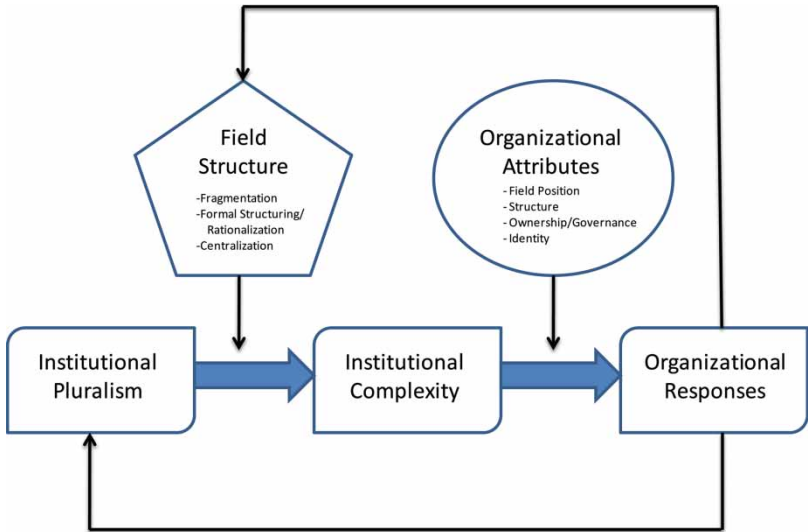 Field
Structure
-Fragmentation
-Formal Structuring/
Rationalization
-Centralization
Organizational
Attributes
- Field Position
- Structure
- Ownership/Governance
- Identity
Institutional
Pluralism
Institutional
Complexity
Organizational
Responses